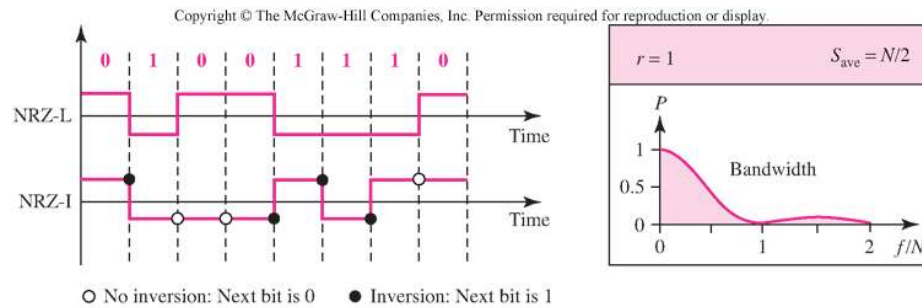 Copyright © The McGraw-Hill Companies, Inc. Permission required for reproduction or display.
0 1 0 0 1 1 1 0
NRZ-L
Time
NRZ-I
Time
○ No inversion: Next bit is 0 ● Inversion: Next bit is 1
r = 1 S_ave = N/2
P
1
Bandwidth
0.5
0
0 1 2 f/N